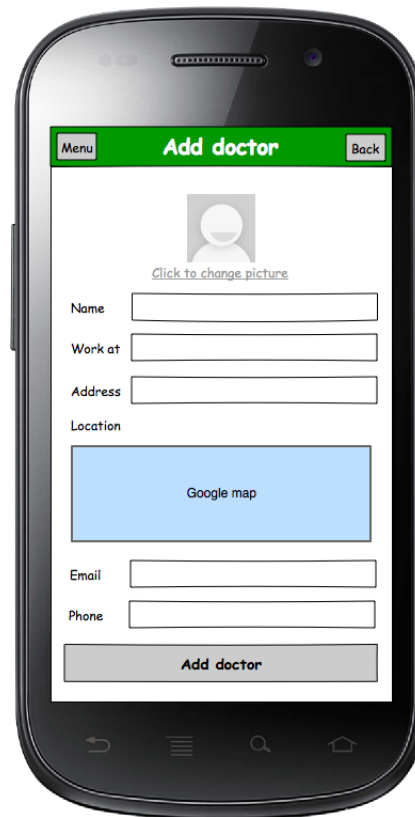 Menu Add doctor Back
Click to change picture
Name
Work at
Address
Location
Google map
Email
Phone
Add doctor